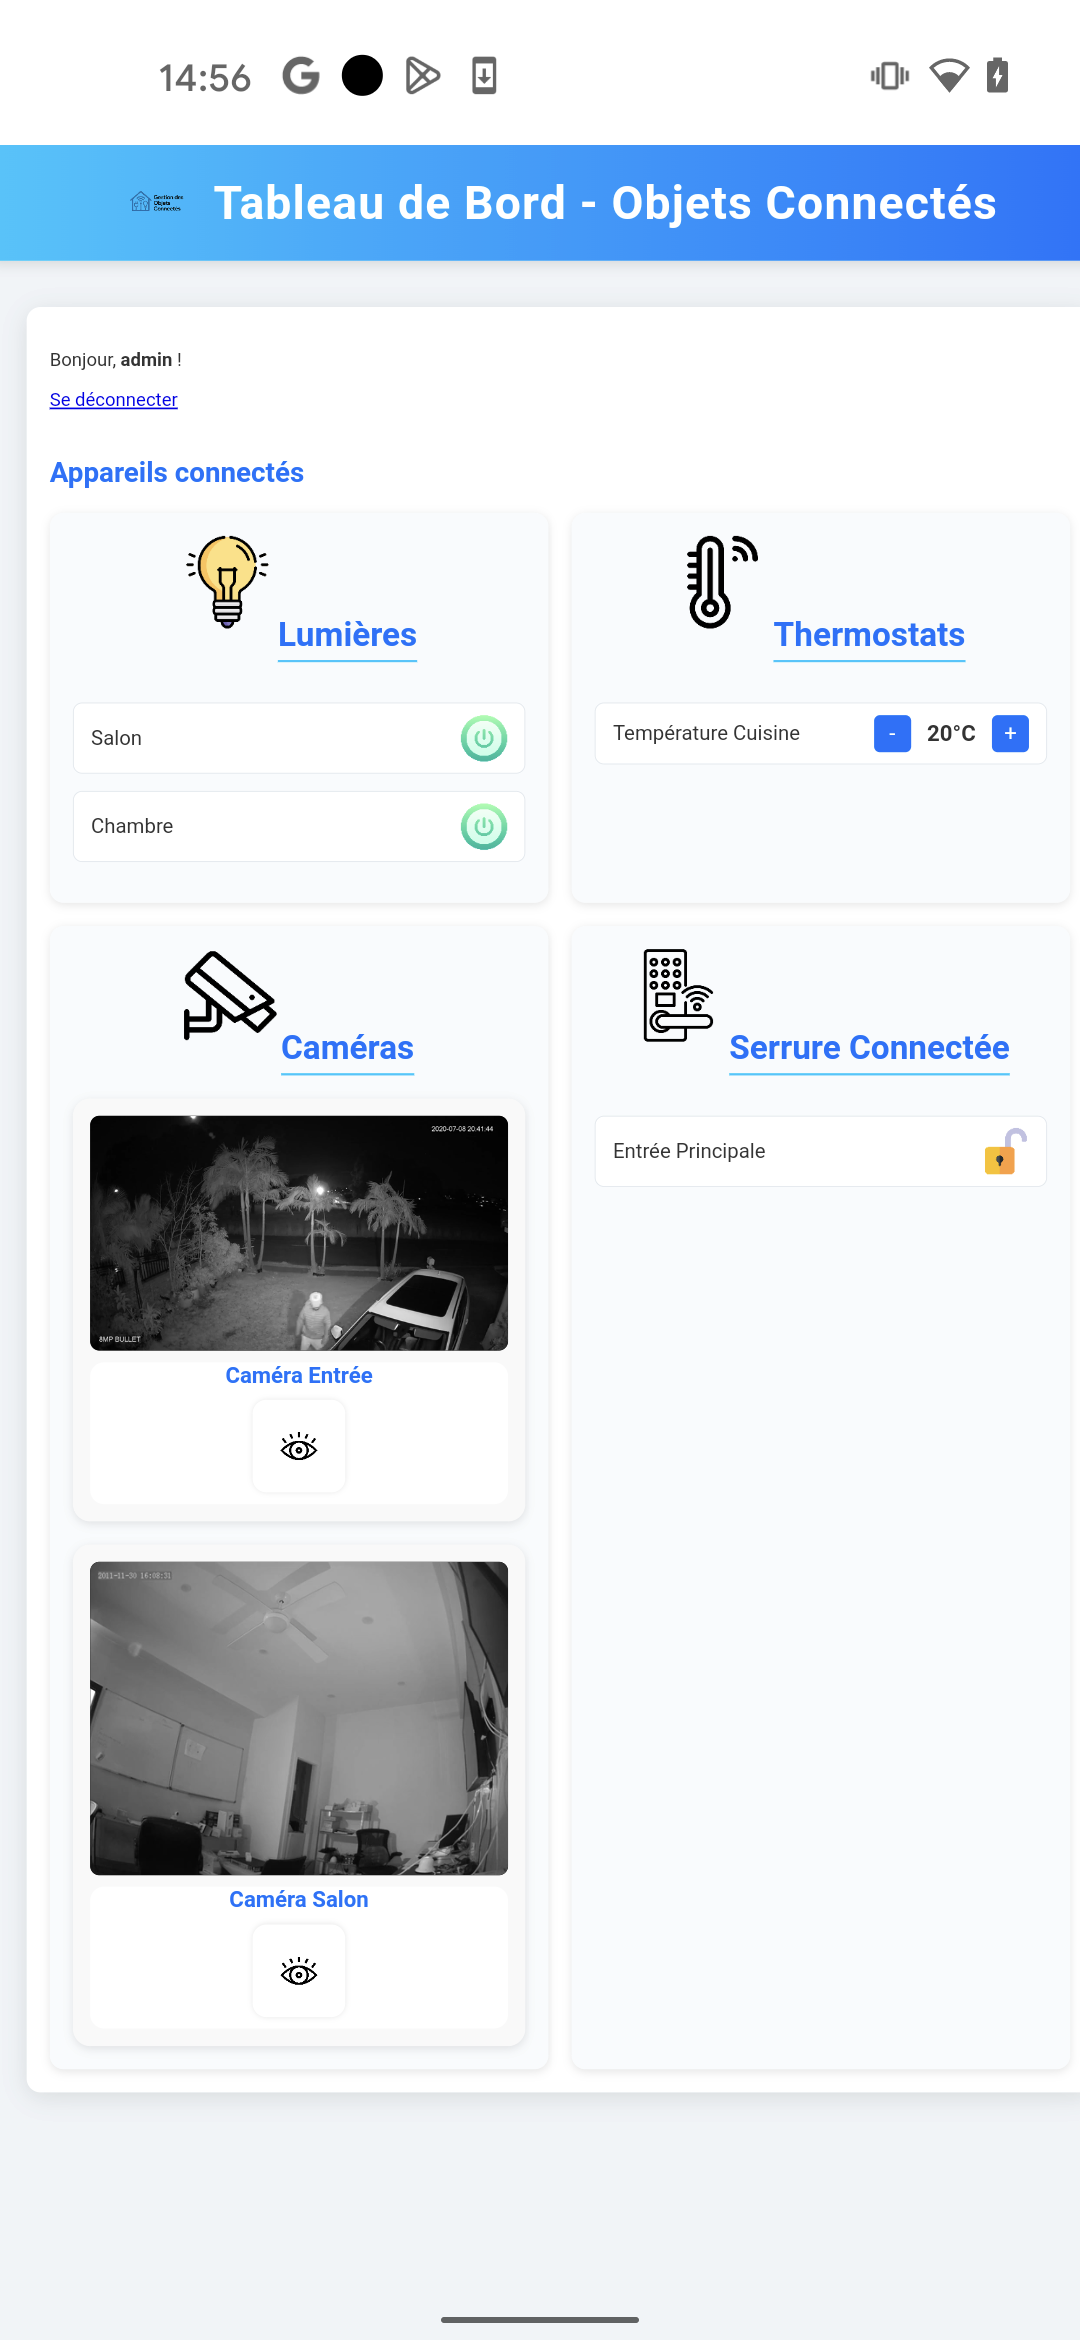 14:56
Gestion des
Objets
Connectés
Tableau de Bord - Objets Connectés
Bonjour, admin !
Se déconnecter
Appareils connectés
Lumières
Salon
Chambre
Thermostats
Température Cuisine - 20°C +
Caméras
2020-07-08 20:41:44
8MP BULLET
Caméra Entrée
2011-11-30 16:08:31
Caméra Salon
Serrure Connectée
Entrée Principale